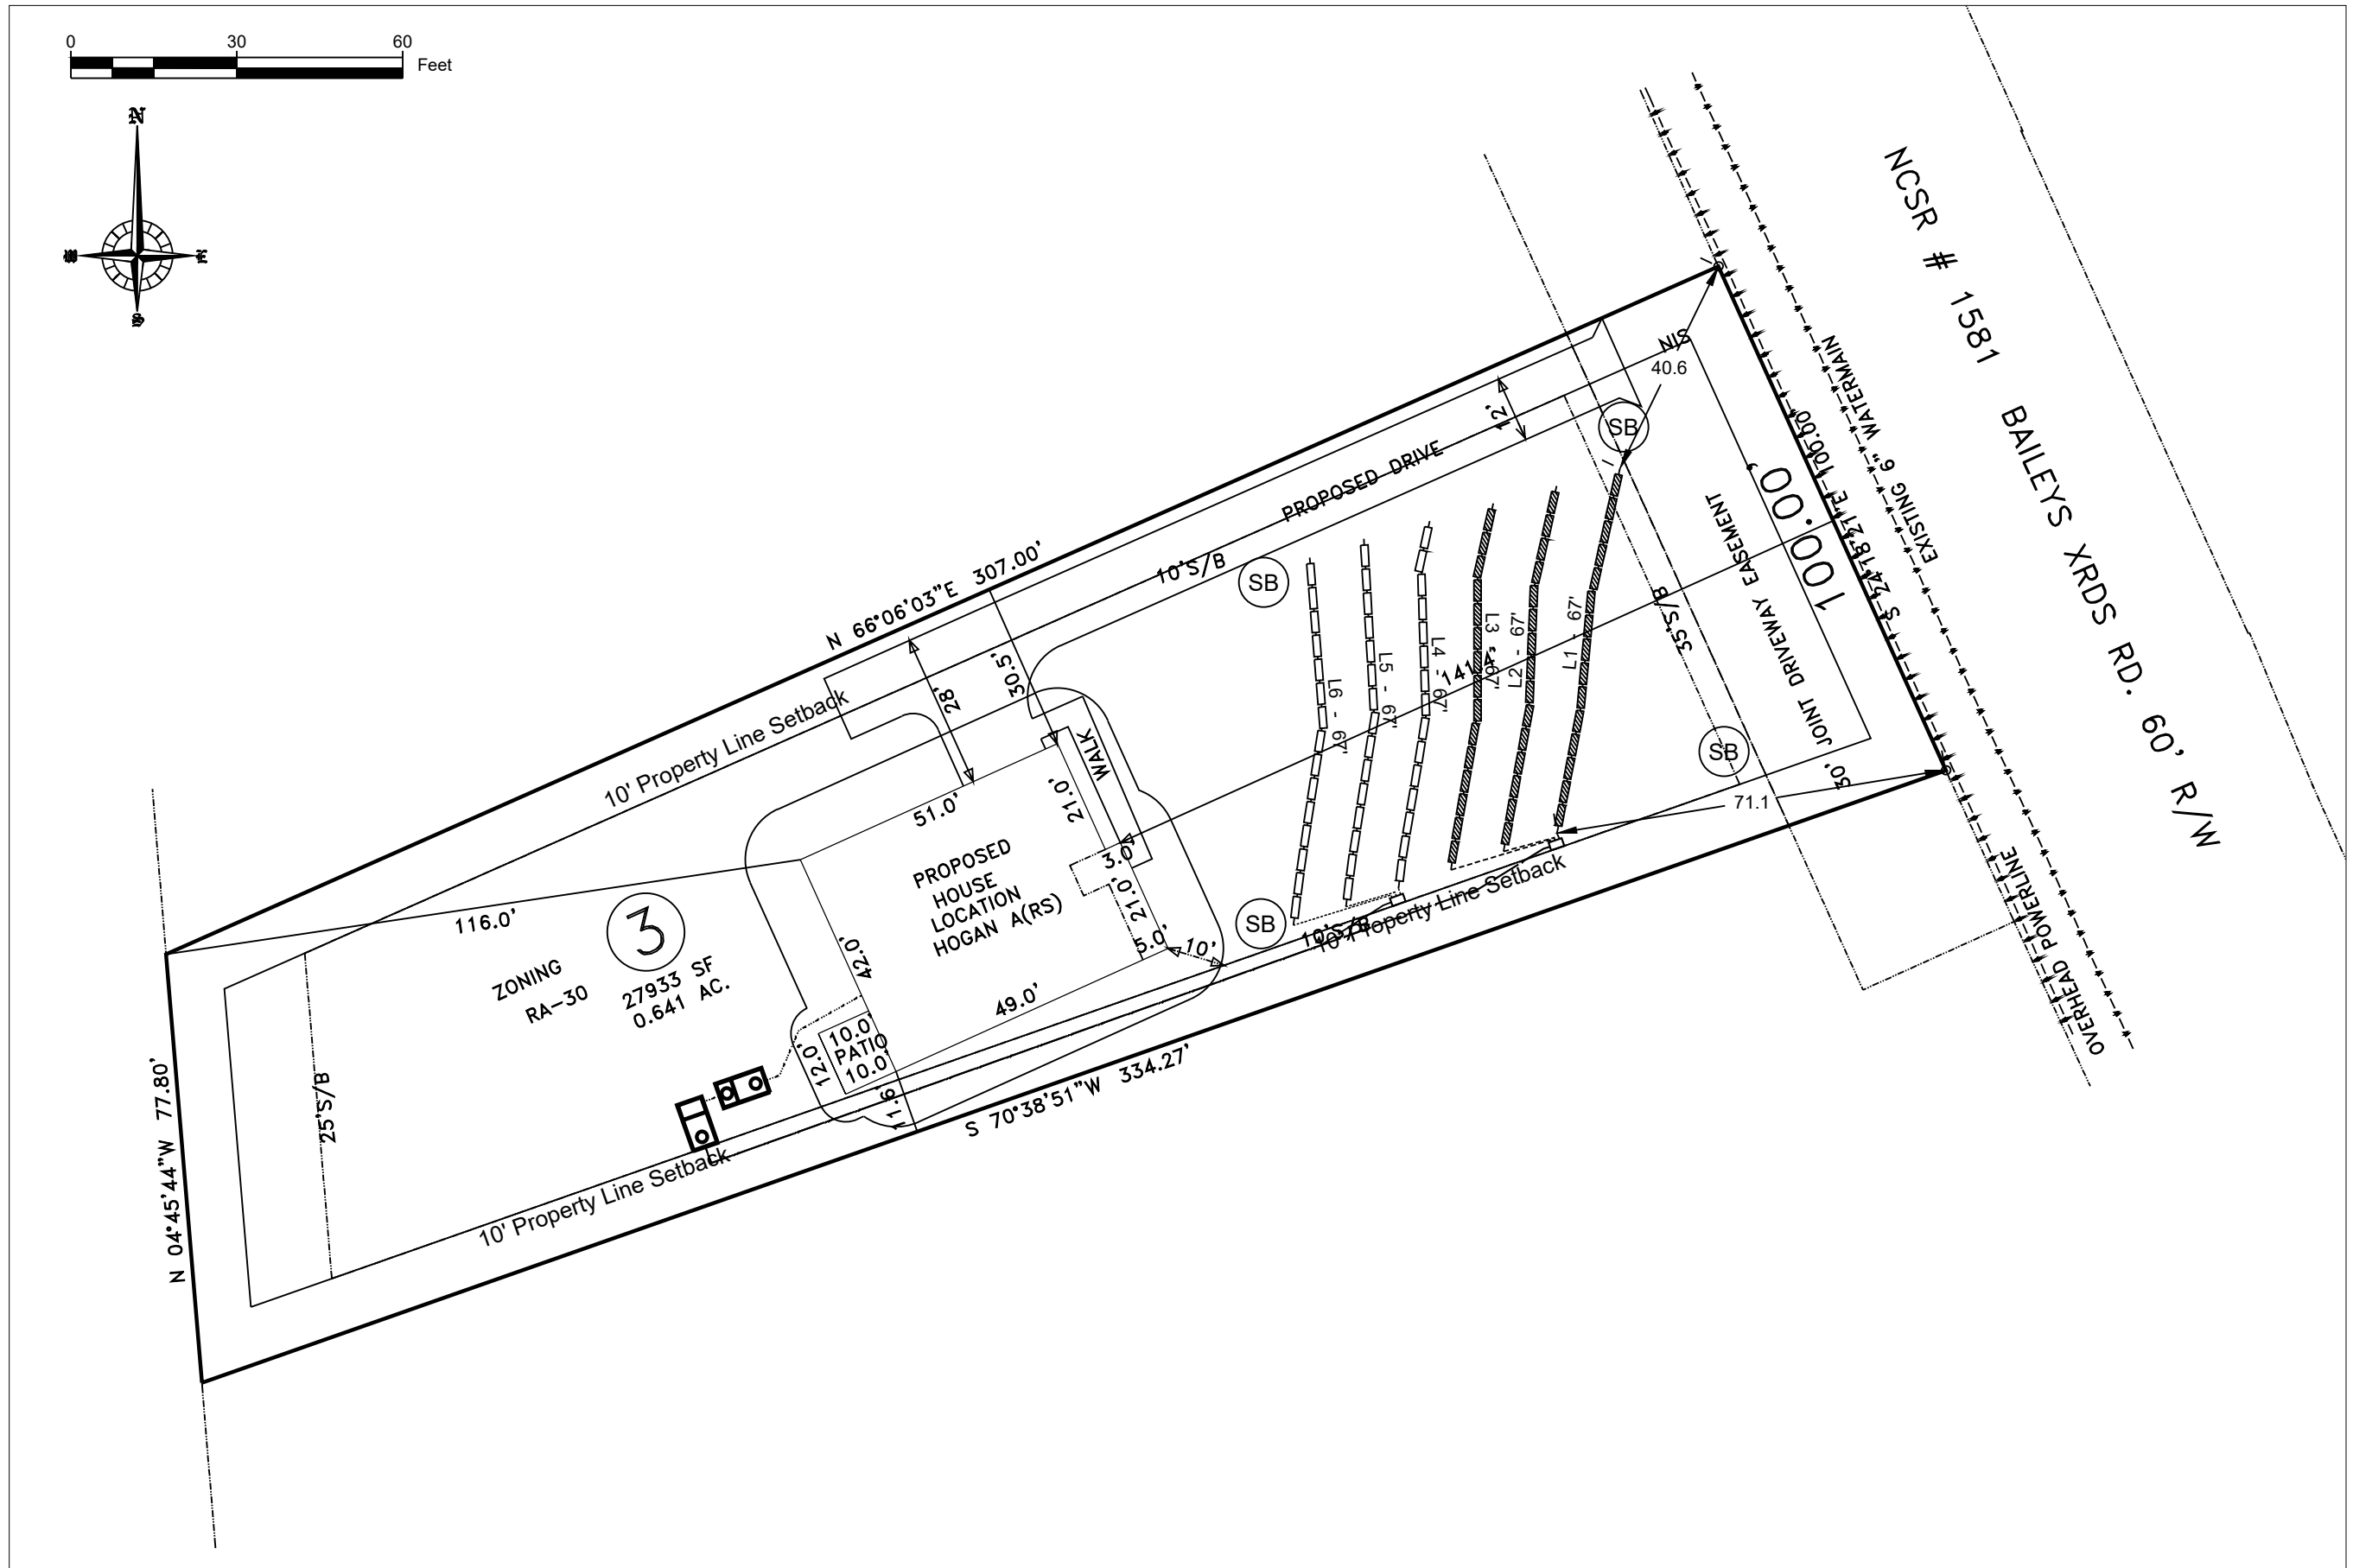 0 30 60
Feet
N
E
S
NCSR # 1581 BAILEYS XRDS RD. 60' R/W
EXISTING 6" WATERMAIN
OVERHEAD POWERLINE
S 24°18'21"E 100.00'
100.00'
JOINT DRIVEWAY EASEMENT
30'
35'S/B
N/S
40.6
71.1
SB
SB
SB
SB
12'
PROPOSED DRIVE
10'S/B
N 66°06'03"E 307.00'
10' Property Line Setback
28'
30.5'
WALK
L1 - 67'
L2 - 67'
L3 - 67'
L4 - 67'
L5 - 67'
L6 - 67'
141.4'
51.0'
21.0'
3.0'
21.0'
5.0'
10'
PROPOSED
HOUSE
LOCATION
HOGAN A(RS)
42.0'
49.0'
116.0'
3
ZONING
RA-30
27933 SF
0.641 AC.
10.0'
PATIO
10.0'
12.0'
11.6'
10'S/B
10' Property Line Setback
S 70°38'51"W 334.27'
10' Property Line Setback
25'S/B
N 04°45'44"W 77.80'